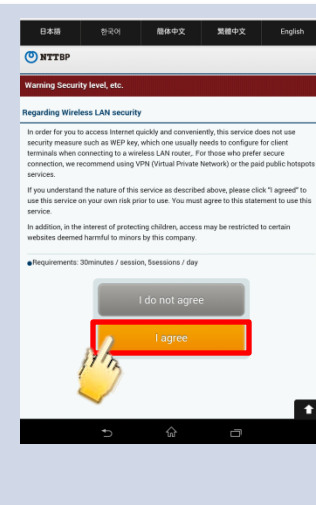 日本語 한국어 簡体中文 繁體中文 English
NTTBP
Warning Security level, etc.
Regarding Wireless LAN security
In order for you to access Internet quickly and conveniently, this service does not use
security measure such as WEP key, which one usually needs to configure for client
terminals when connecting to a wireless LAN router,. For those who prefer secure
connection, we recommend using VPN (Virtual Private Network) or the paid public hotspots
services.
If you understand the nature of this service as described above, please click "I agreed" to
use this service on your own risk prior to use. You must agree to this statement to use this
service.
In addition, in the interest of protecting children, access may be restricted to certain
websites deemed harmful to minors by this company.
●Requirements: 30minutes / session, 5sessions / day
I do not agree
I agree